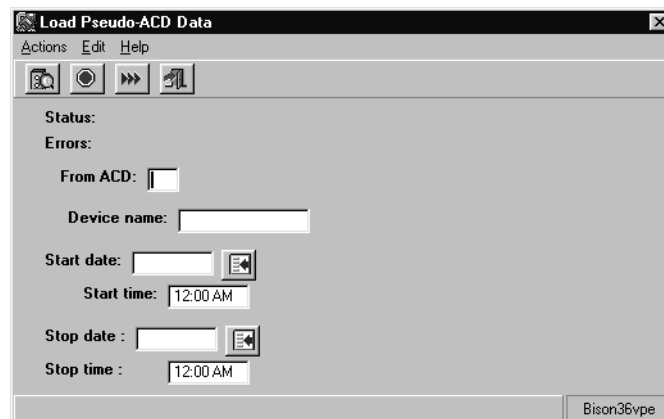 Load Pseudo-ACD Data
Actions Edit Help
Status:
Errors:
From ACD:
Device name:
Start date:
Start time: 12:00 AM
Stop date :
Stop time : 12:00 AM
Bison36vpe